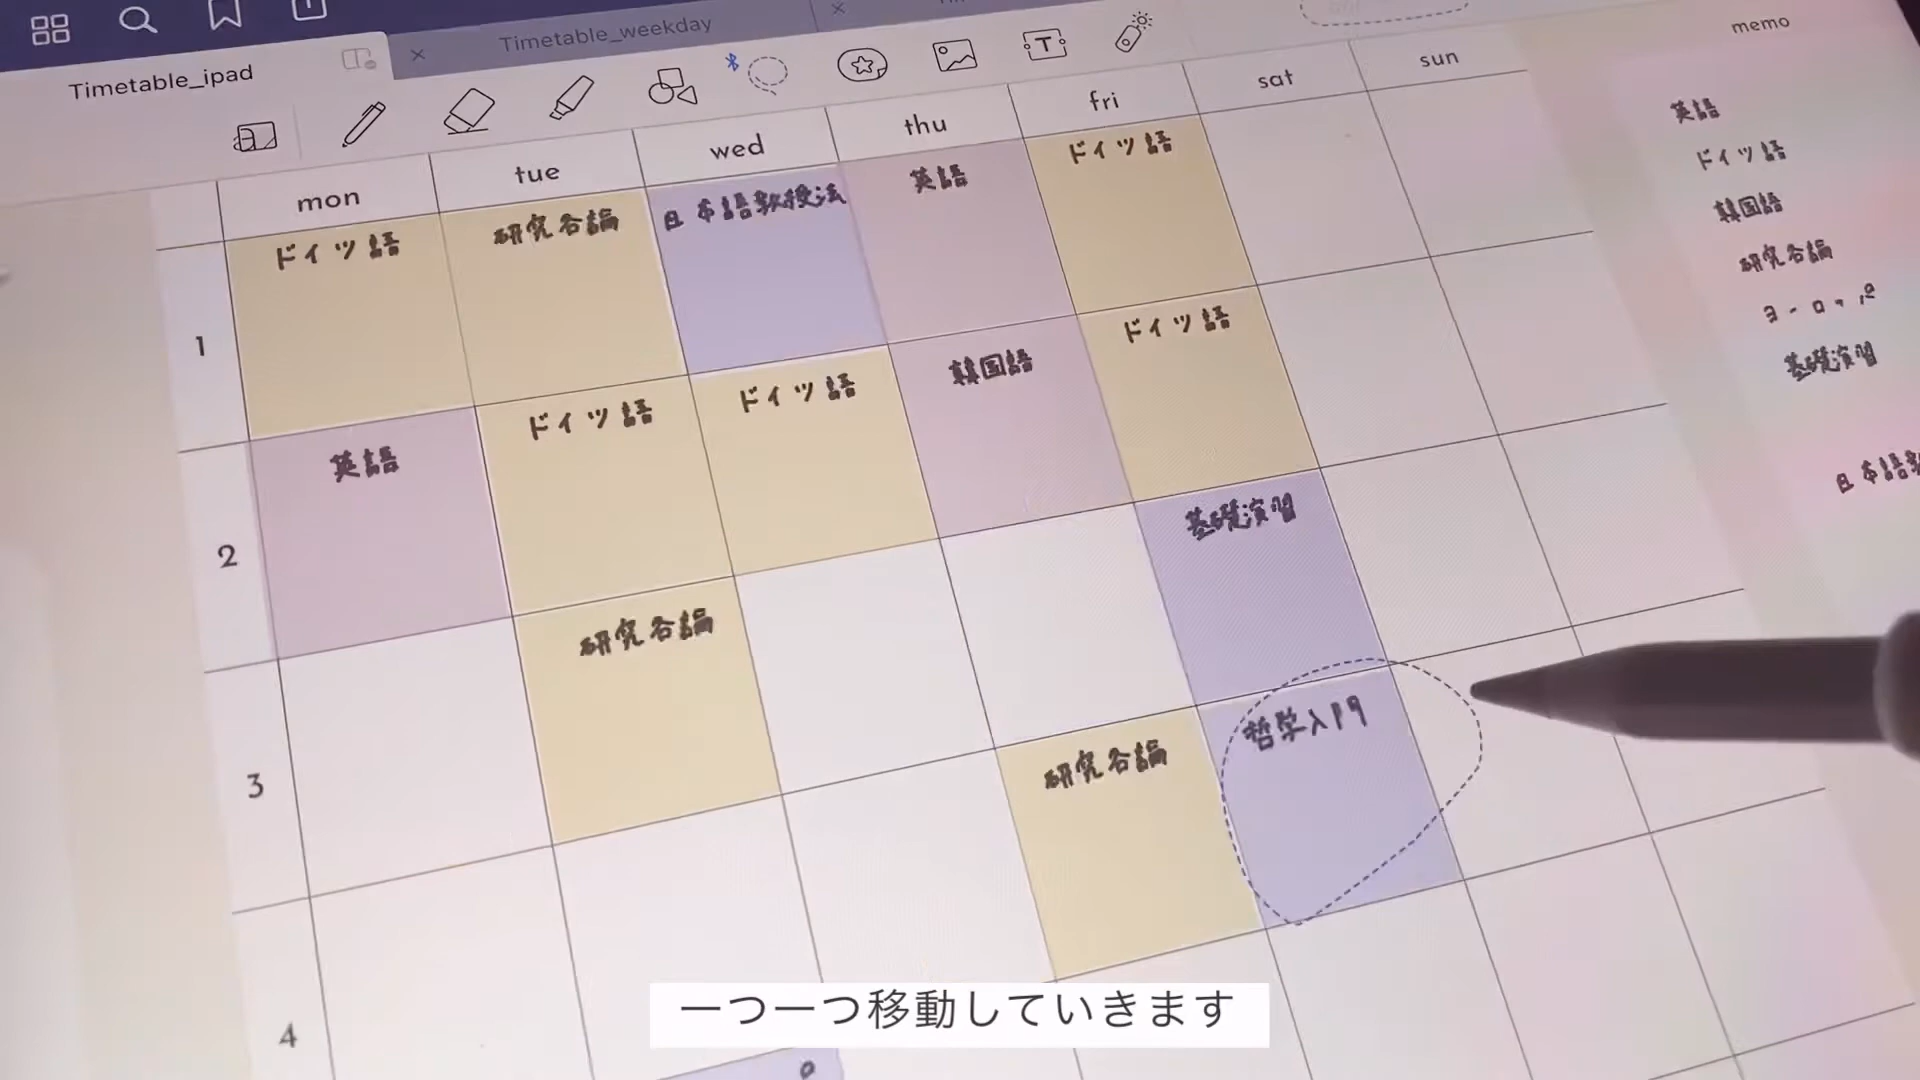 Timetable_ipad
Timetable_weekday
memo
mon tue wed thu fri sat sun
1
ドイツ語
研究各論
日本語教授法
英語
ドイツ語
2
英語
ドイツ語
ドイツ語
韓国語
ドイツ語
3
研究各論
基礎演習
4
研究各論
哲学入門
英語
ドイツ語
韓国語
研究各論
基礎演習
日本語教
一つ一つ移動していきます